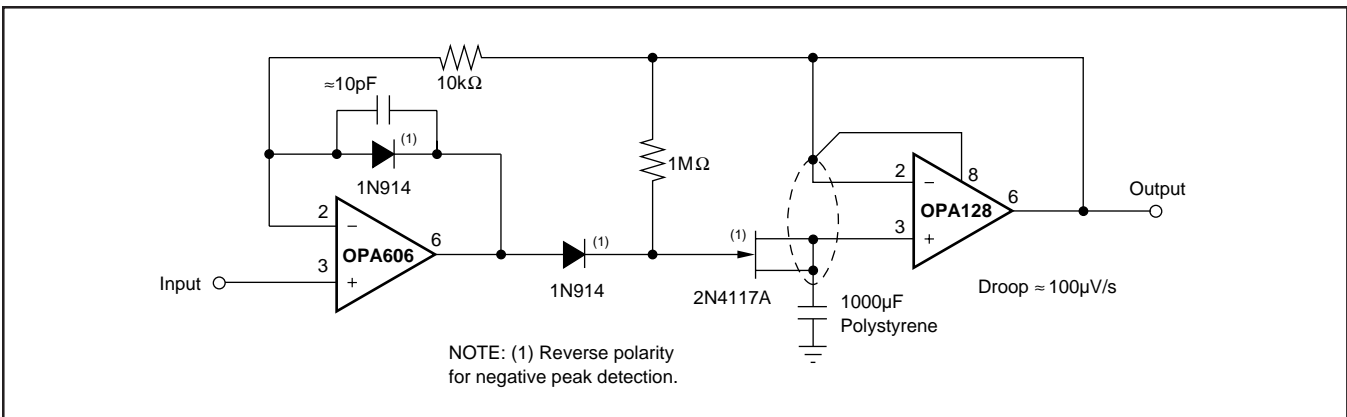 10kΩ
≈10pF
(1)
1N914
1MΩ
2
3
6
OPA606
Input
(1)
1N914
(1)
2N4117A
2
8
3
6
OPA128
Output
1000µF
Polystyrene
Droop ≈ 100µV/s
NOTE: (1) Reverse polarity
for negative peak detection.